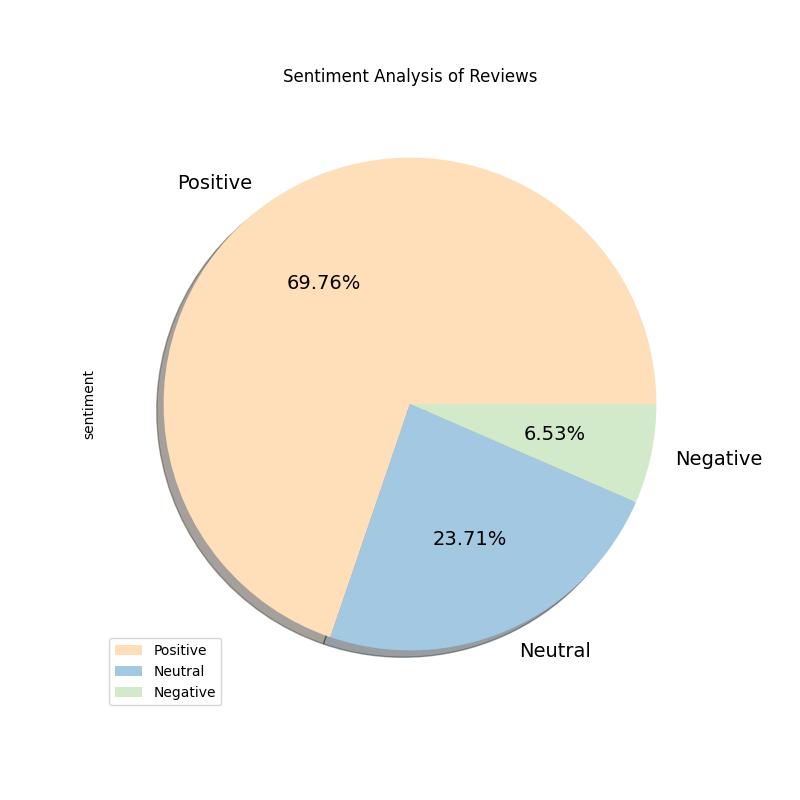 Sentiment Analysis of Reviews
Positive
69.76%
sentiment
6.53%
Negative
23.71%
Neutral
Positive
Neutral
Negative